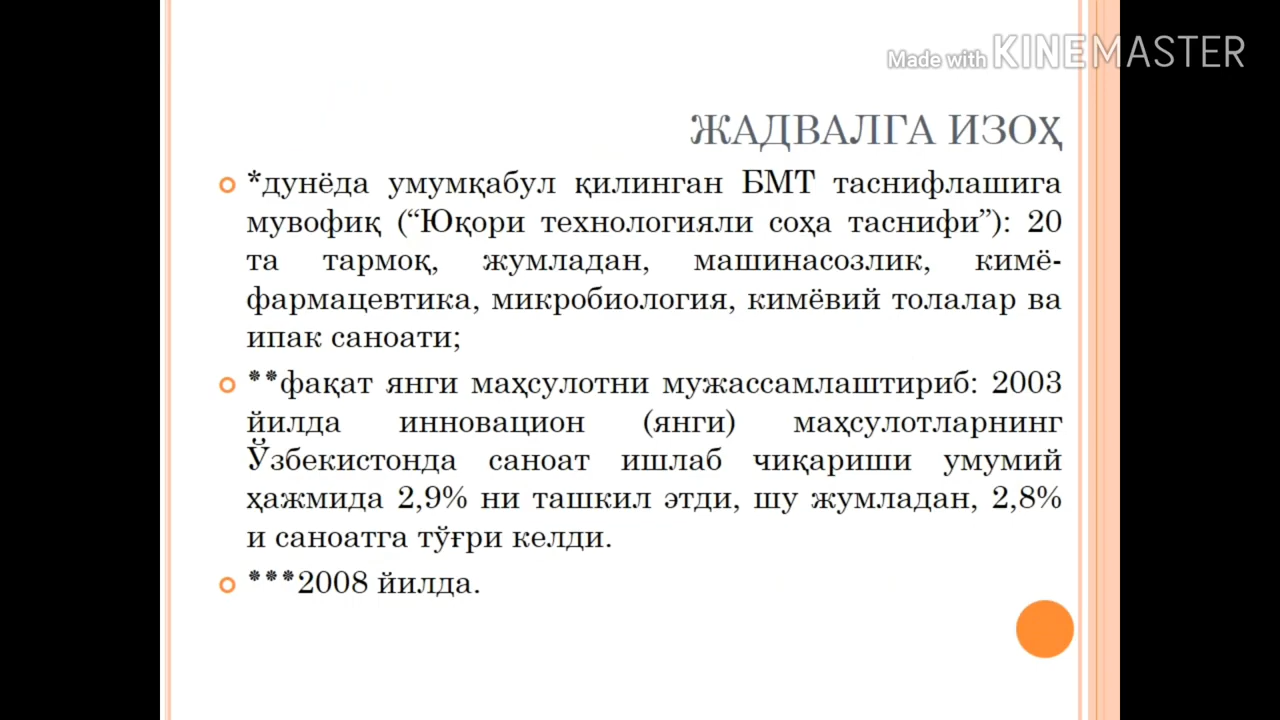 Made with KINEMASTER
ЖАДВАЛГА ИЗОҲ
*дунёда умумқабул қилинган БМТ таснифлашига
мувофиқ (“Юқори технологияли соҳа таснифи”): 20
та тармоқ, жумладан, машинасозлик, кимё-
фармацевтика, микробиология, кимёвий толалар ва
ипак саноати;
**фақат янги маҳсулотни мужассамлаштириб: 2003
йилда инновацион (янги) маҳсулотларнинг
Ўзбекистонда саноат ишлаб чиқариши умумий
ҳажмида 2,9% ни ташкил этди, шу жумладан, 2,8%
и саноатга тўғри келди.
***2008 йилда.